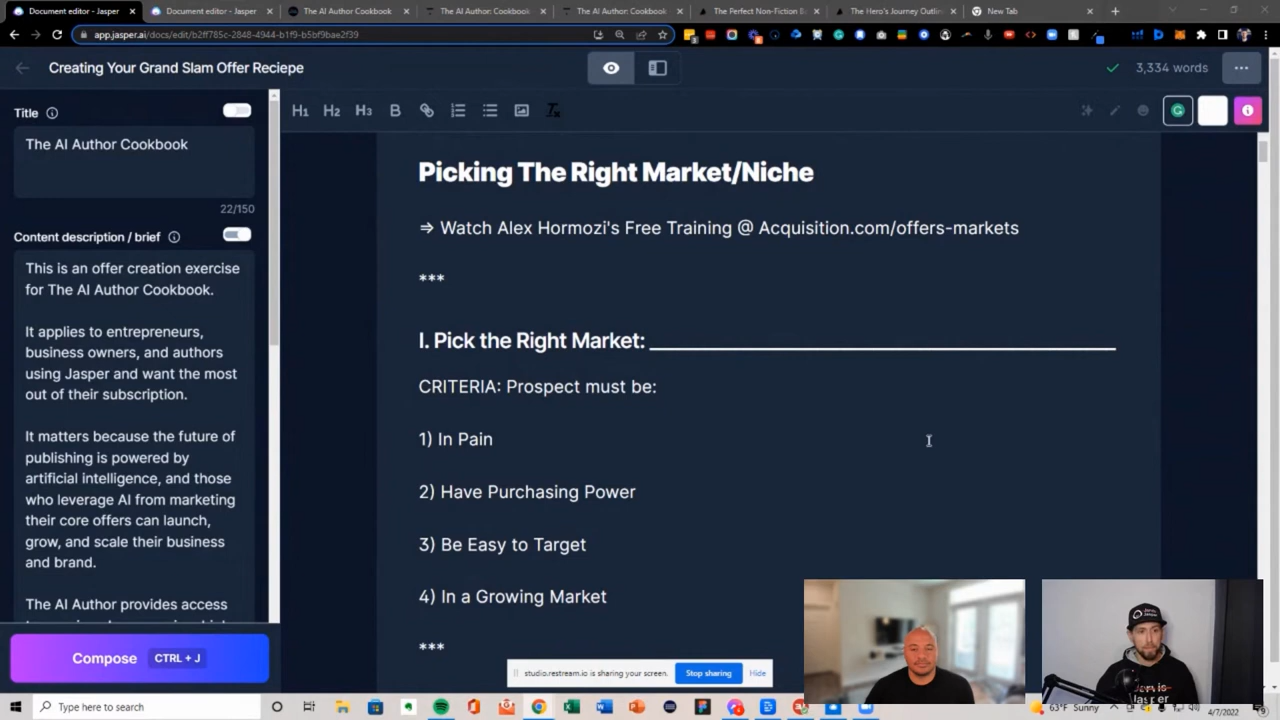 Document editor - Jasper
Document editor - Jasper
The AI Author Cookbook
The AI Author: Cookbook
The AI Author: Cookbook
The Perfect Non-Fiction B
The Hero's Journey Outlin
New Tab
app.jasper.ai/docs/edit/b2ff785c-2848-4944-b1f9-b5bf9bae2f39
Creating Your Grand Slam Offer Reciepe
3,334 words
Title
The AI Author Cookbook
22/150
Content description / brief
This is an offer creation exercise
for The AI Author Cookbook.
It applies to entrepreneurs,
business owners, and authors
using Jasper and want the most
out of their subscription.
It matters because the future of
publishing is powered by
artificial intelligence, and those
who leverage AI from marketing
their core offers can launch,
grow, and scale their business
and brand.
The AI Author provides access
Compose CTRL + J
H1 H2 H3 B
Picking The Right Market/Niche
⇒ Watch Alex Hormozi's Free Training @ Acquisition.com/offers-markets
***
I. Pick the Right Market: ______________________________________
CRITERIA: Prospect must be:
1) In Pain
2) Have Purchasing Power
3) Be Easy to Target
4) In a Growing Market
***
studio.restream.io is sharing your screen. Stop sharing Hide
Jasper
Type here to search
63°F Sunny
4/7/2022